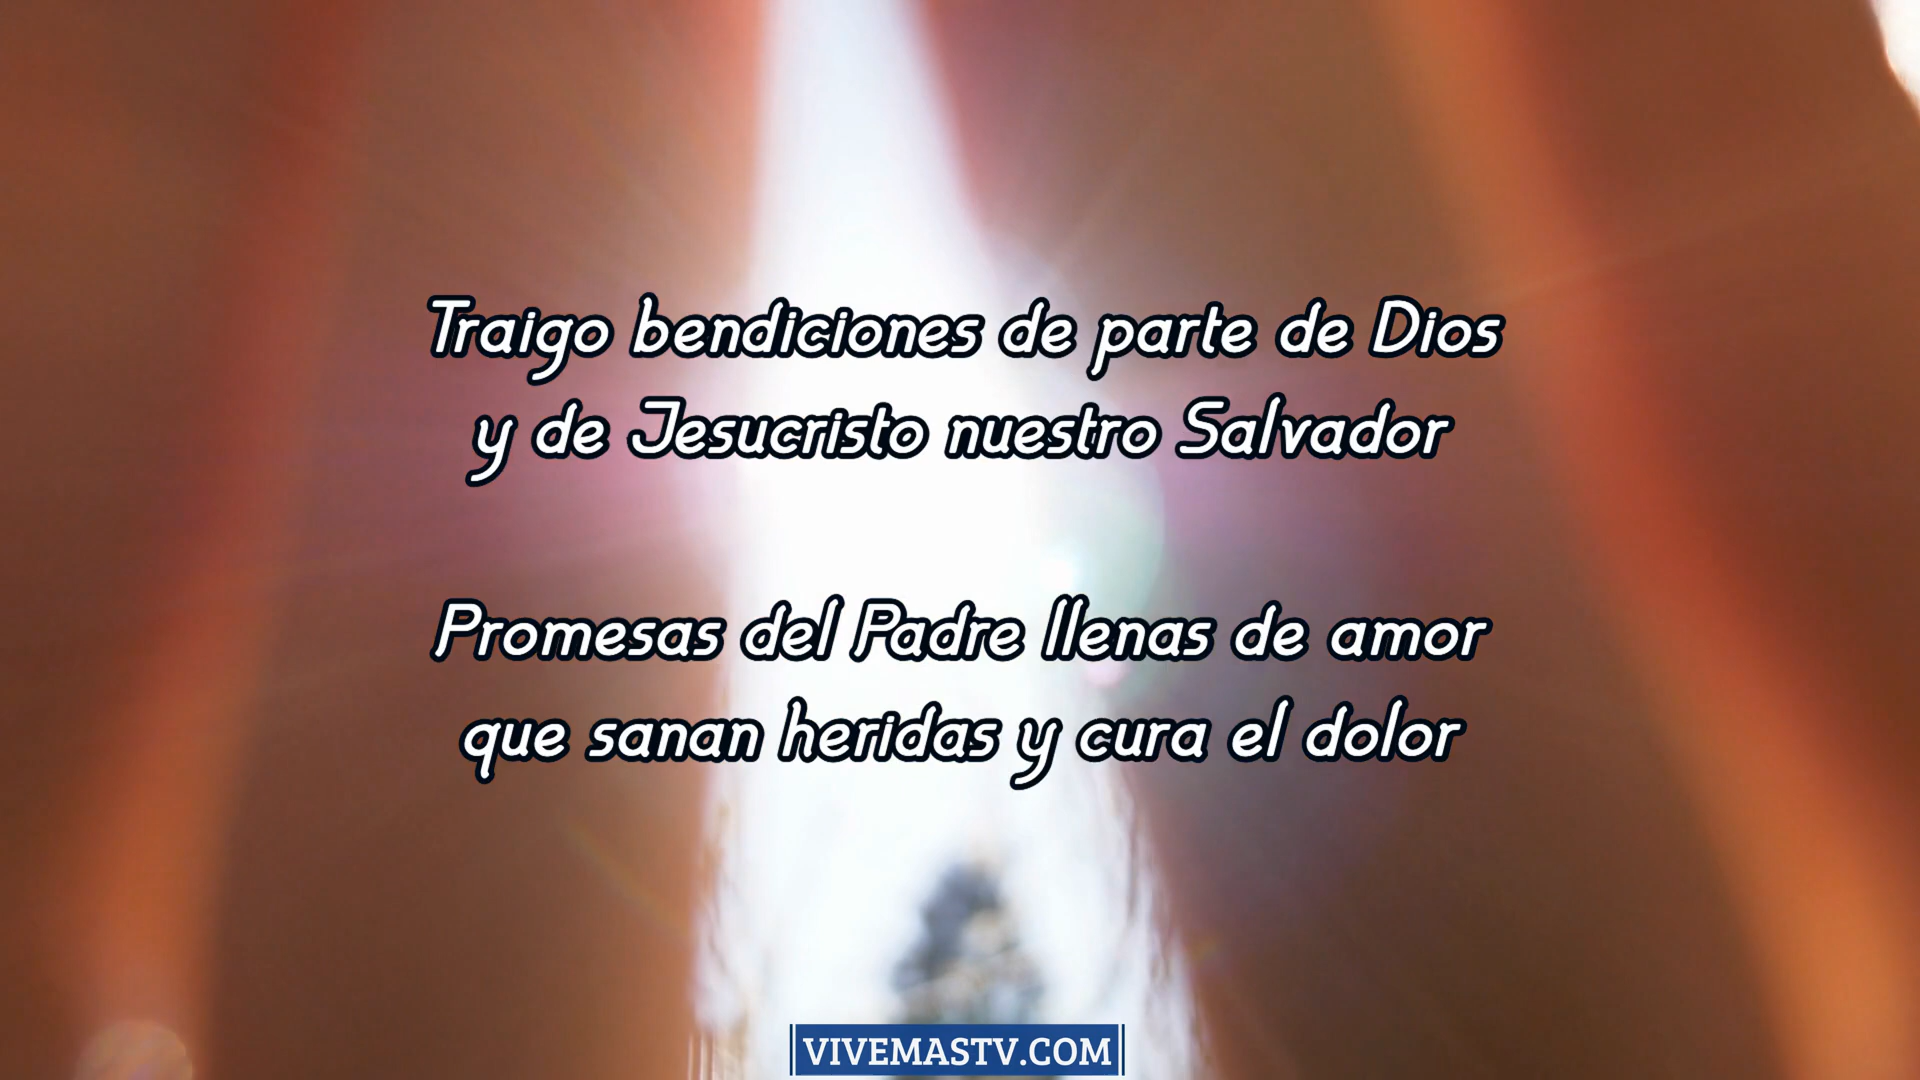 Traigo bendiciones de parte de Dios
y de Jesucristo nuestro Salvador
Promesas del Padre llenas de amor
que sanan heridas y cura el dolor
VIVEMASTV.COM